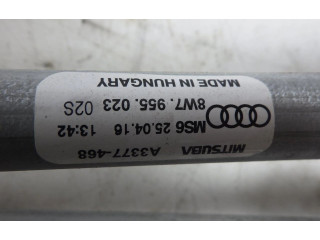 MITSUBA A3377-468
MS6 25.04.16 13:42
8W7.955.023 02S
MADE IN HUNGARY